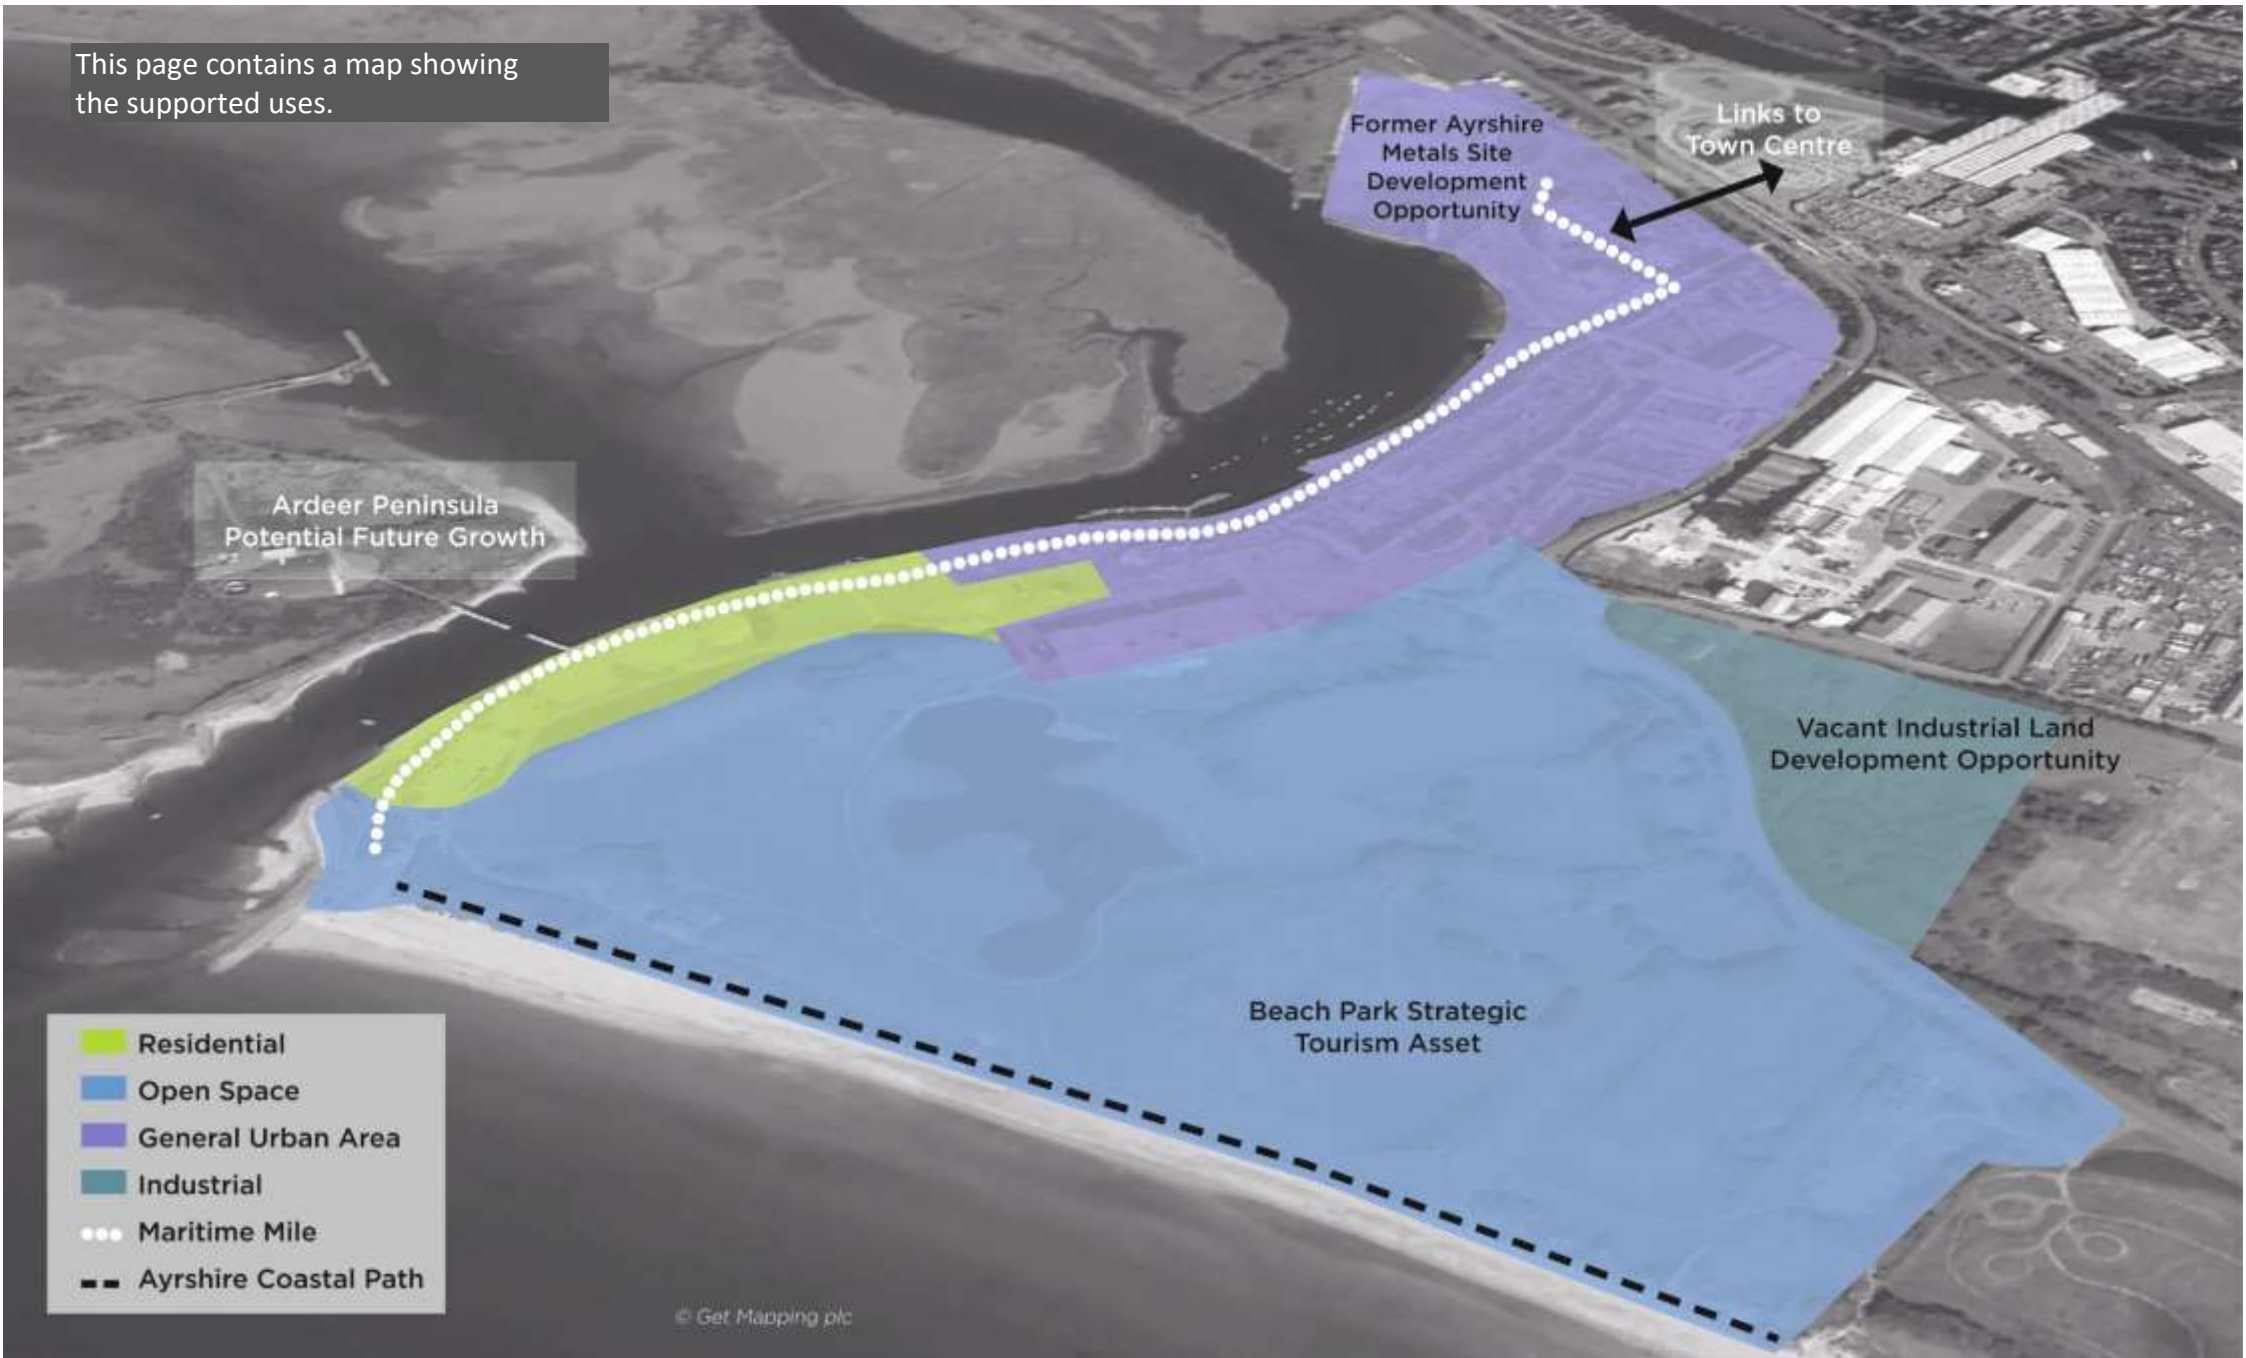 This page contains a map showing
the supported uses.
Former Ayrshire
Metals Site
Development
Opportunity
Links to
Town Centre
Ardeer Peninsula
Potential Future Growth
Vacant Industrial Land
Development Opportunity
Beach Park Strategic
Tourism Asset
Residential
Open Space
General Urban Area
Industrial
Maritime Mile
Ayrshire Coastal Path
© Get Mapping plc